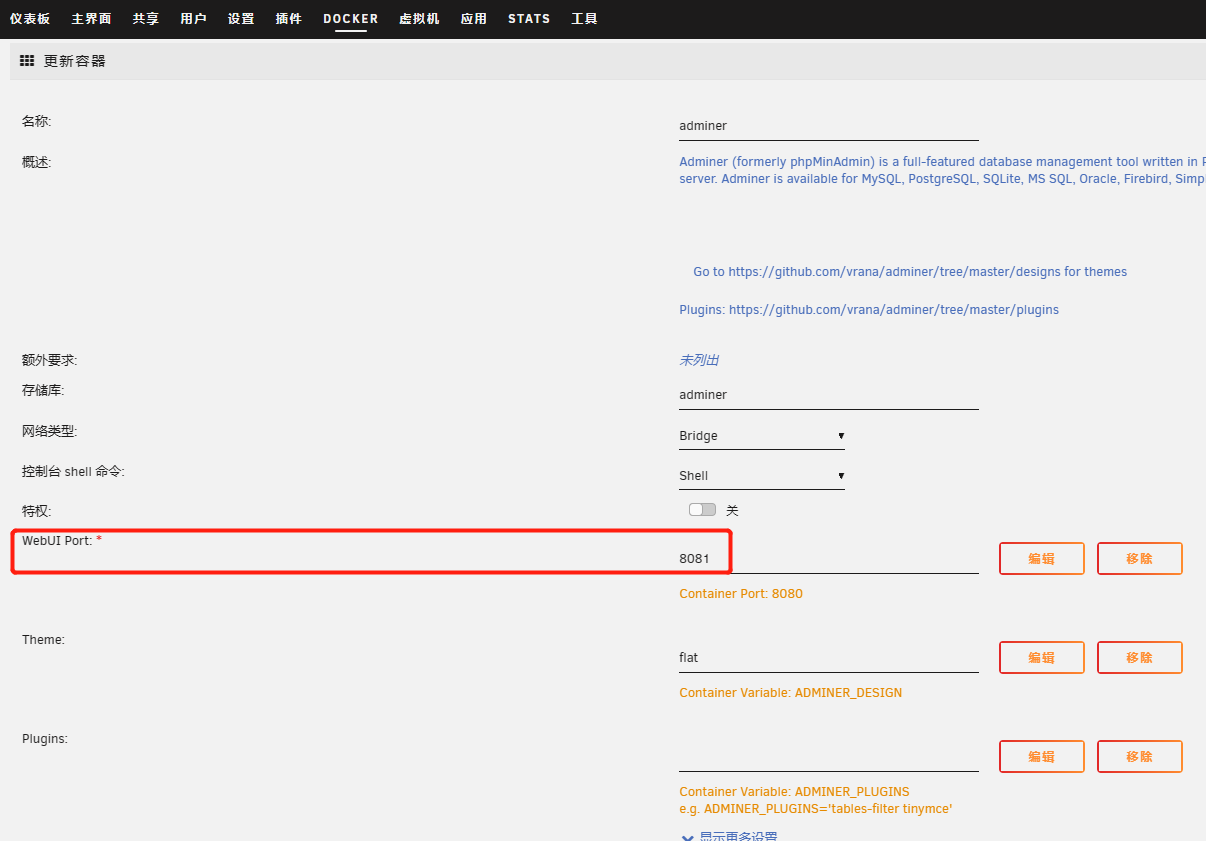 仪表板 主界面 共享 用户 设置 插件 DOCKER 虚拟机 应用 STATS 工具
更新容器
名称:
adminer
概述:
Adminer (formerly phpMinAdmin) is a full-featured database management tool written in
server. Adminer is available for MySQL, PostgreSQL, SQLite, MS SQL, Oracle, Firebird,
Go to https://github.com/vrana/adminer/tree/master/designs for themes
Plugins: https://github.com/vrana/adminer/tree/master/plugins
额外要求:
未列出
存储库:
adminer
网络类型:
Bridge
控制台 shell 命令:
Shell
特权:
关
WebUI Port: *
8081 编辑 移除
Container Port: 8080
Theme:
flat 编辑 移除
Container Variable: ADMINER_DESIGN
Plugins:
编辑 移除
Container Variable: ADMINER_PLUGINS
e.g. ADMINER_PLUGINS='tables-filter tinymce'
显示更多设置